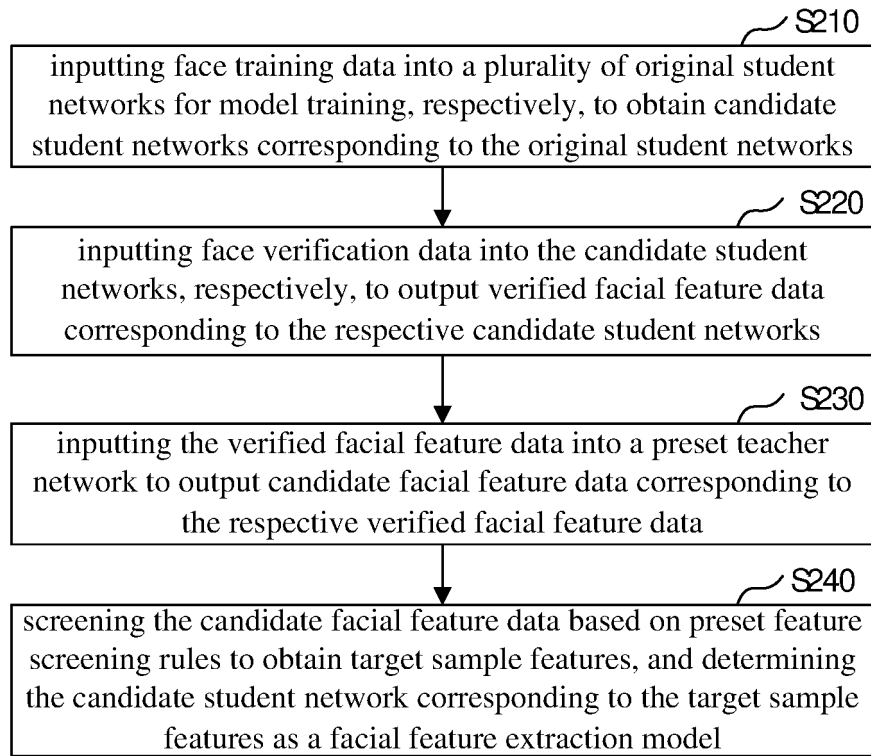 S210
inputting face training data into a plurality of original student
networks for model training, respectively, to obtain candidate
student networks corresponding to the original student networks
S220
inputting face verification data into the candidate student
networks, respectively, to output verified facial feature data
corresponding to the respective candidate student networks
S230
inputting the verified facial feature data into a preset teacher
network to output candidate facial feature data corresponding to
the respective verified facial feature data
S240
screening the candidate facial feature data based on preset feature
screening rules to obtain target sample features, and determining
the candidate student network corresponding to the target sample
features as a facial feature extraction model